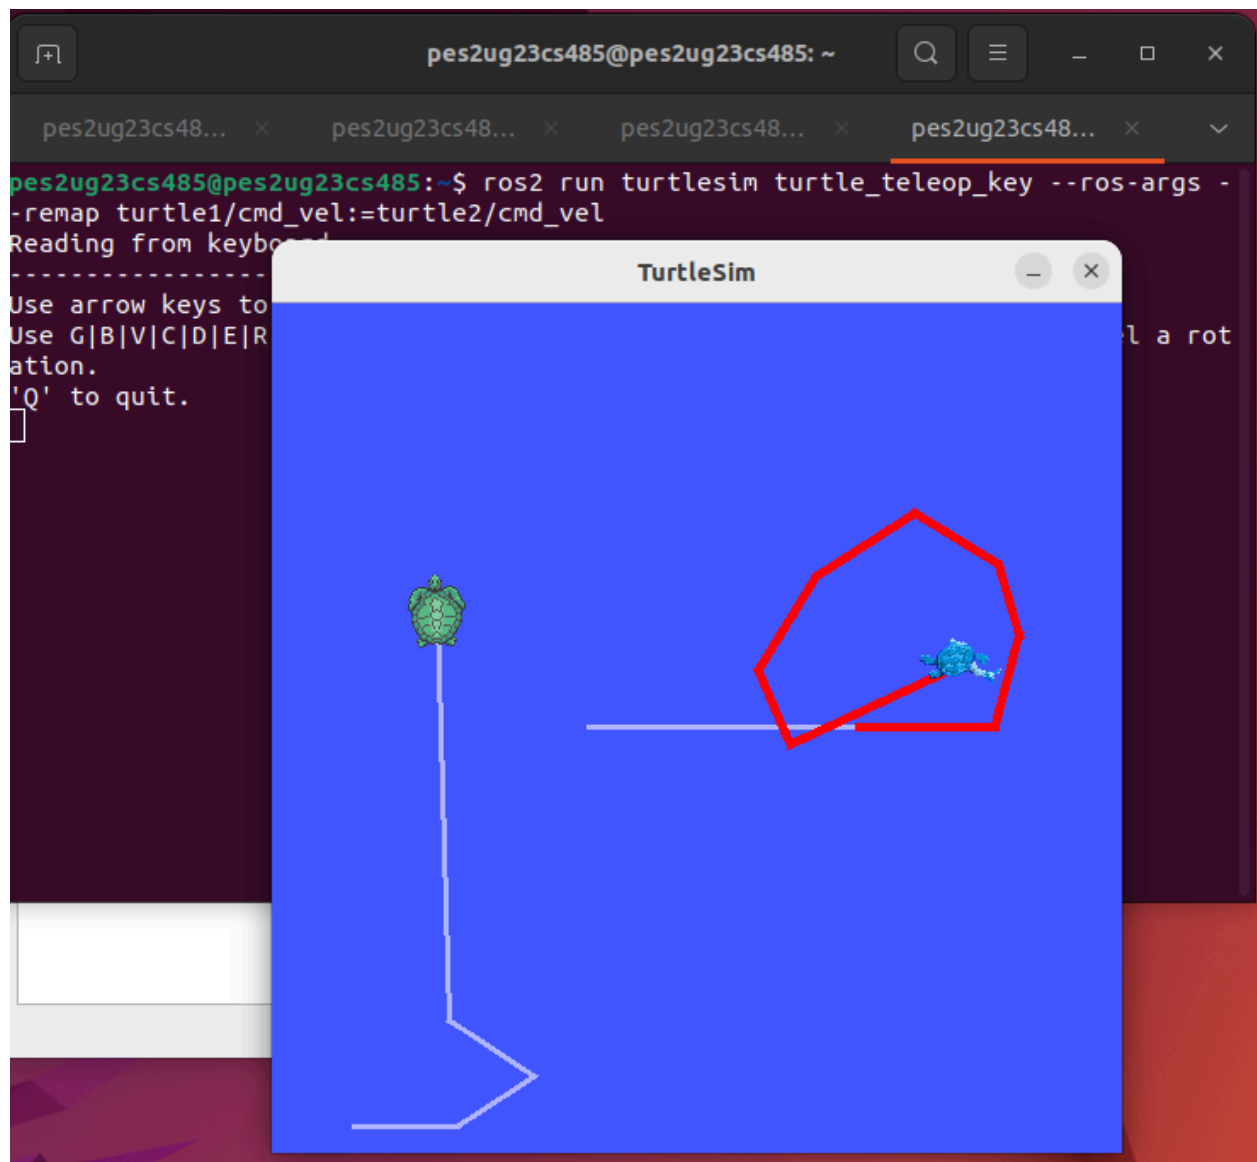 pes2ug23cs485@pes2ug23cs485: ~
pes2ug23cs48... pes2ug23cs48... pes2ug23cs48... pes2ug23cs48...
pes2ug23cs485@pes2ug23cs485:~$ ros2 run turtlesim turtle_teleop_key --ros-args -
-remap turtle1/cmd_vel:=turtle2/cmd_vel
Reading from keyboard
---------------------
TurtleSim
Use arrow keys to
Use G|B|V|C|D|E|R l a rot
ation.
'Q' to quit.